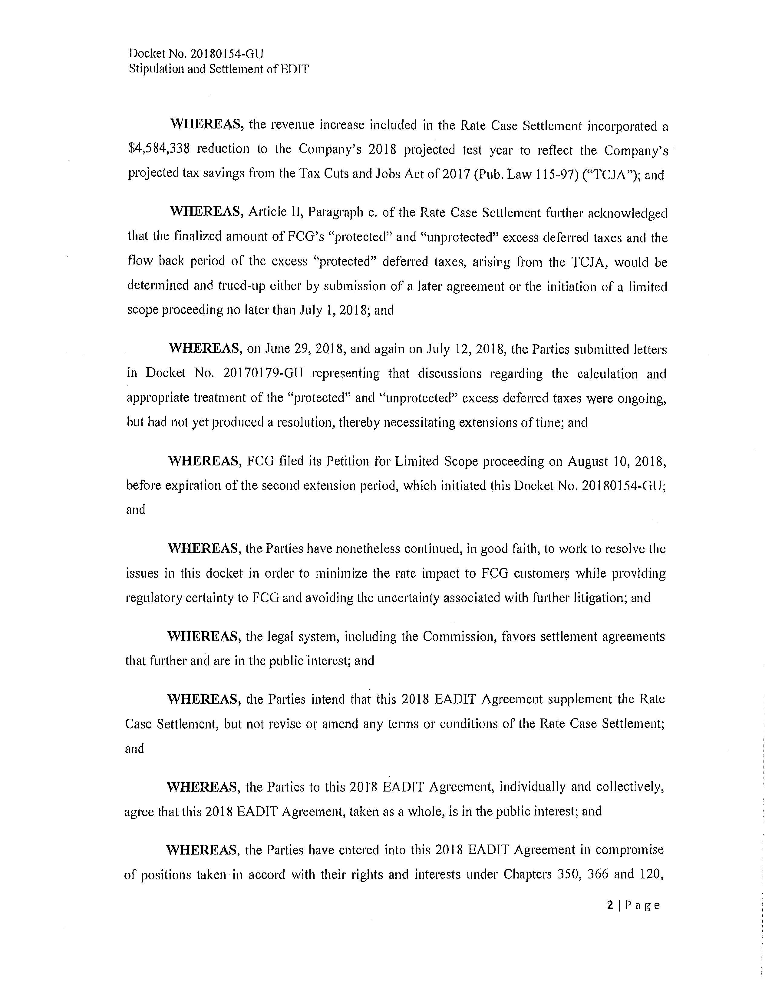 Docket No. 20180154-GU
Stipulation and Settlement of EDIT
WHEREAS, the revenue increase included in the Rate Case Settlement incorporated a
$4,584,338 reduction to the Company's 2018 projected test year to reflect the Company's
projected tax savings from the Tax Cuts and Jobs Act of 2017 (Pub. Law 115-97) ("TCJA"); and
WHEREAS, Article II, Paragraph c. of the Rate Case Settlement further acknowledged
that the finalized amount of FCG's "protected" and "unprotected" excess deferred taxes and the
flow back period of the excess "protected" deferred taxes, arising from the TCJA, would be
determined and trued-up either by submission of a later agreement or the initiation of a limited
scope proceeding no later than July 1, 2018; and
WHEREAS, on June 29, 2018, and again on July 12, 2018, the Parties submitted letters
in Docket No. 20170179-GU representing that discussions regarding the calculation and
appropriate treatment of the "protected" and "unprotected" excess deferred taxes were ongoing,
but had not yet produced a resolution, thereby necessitating extensions of time; and
WHEREAS, FCG filed its Petition for Limited Scope proceeding on August 10, 2018,
before expiration of the second extension period, which initiated this Docket No. 20180154-GU;
and
WHEREAS, the Parties have nonetheless continued, in good faith, to work to resolve the
issues in this docket in order to minimize the rate impact to FCG customers while providing
regulatory certainty to FCG and avoiding the uncertainty associated with further litigation; and
WHEREAS, the legal system, including the Commission, favors settlement agreements
that further and are in the public interest; and
WHEREAS, the Parties intend that this 2018 EADIT Agreement supplement the Rate
Case Settlement, but not revise or amend any terms or conditions of the Rate Case Settlement;
and
WHEREAS, the Parties to this 2018 EADIT Agreement, individually and collectively,
agree that this 2018 EADIT Agreement, taken as a whole, is in the public interest; and
WHEREAS, the Parties have entered into this 2018 EADIT Agreement in compromise
of positions taken in accord with their rights and interests under Chapters 350, 366 and 120,
2 | Page